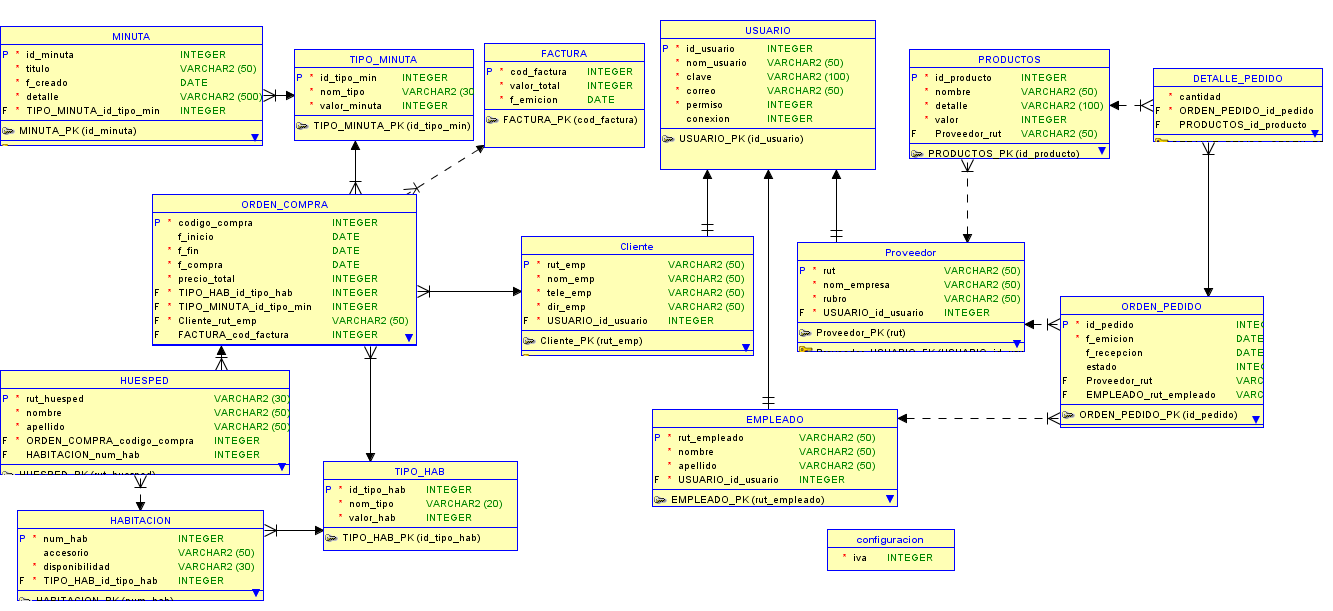 MINUTA
P * id_minuta INTEGER
* titulo VARCHAR2 (50)
* f_creado DATE
* detalle VARCHAR2 (500)
F * TIPO_MINUTA_id_tipo_min INTEGER
MINUTA_PK (id_minuta)
TIPO_MINUTA
P * id_tipo_min INTEGER
* nom_tipo VARCHAR2 (30
* valor_minuta INTEGER
TIPO_MINUTA_PK (id_tipo_min)
FACTURA
P * cod_factura INTEGER
* valor_total INTEGER
* f_emicion DATE
FACTURA_PK (cod_factura)
USUARIO
P * id_usuario INTEGER
* nom_usuario VARCHAR2 (50)
* clave VARCHAR2 (100)
* correo VARCHAR2 (50)
* permiso INTEGER
conexion INTEGER
USUARIO_PK (id_usuario)
PRODUCTOS
P * id_producto INTEGER
* nombre VARCHAR2 (50)
* detalle VARCHAR2 (100)
* valor INTEGER
F Proveedor_rut VARCHAR2 (50)
PRODUCTOS_PK (id_producto)
DETALLE_PEDIDO
* cantidad
F * ORDEN_PEDIDO_id_pedido
F * PRODUCTOS_id_producto
ORDEN_COMPRA
P * codigo_compra INTEGER
f_inicio DATE
* f_fin DATE
* f_compra DATE
* precio_total INTEGER
F * TIPO_HAB_id_tipo_hab INTEGER
F * TIPO_MINUTA_id_tipo_min INTEGER
F * Cliente_rut_emp VARCHAR2 (50)
F FACTURA_cod_factura INTEGER
Cliente
P * rut_emp VARCHAR2 (50)
* nom_emp VARCHAR2 (50)
* tele_emp VARCHAR2 (50)
* dir_emp VARCHAR2 (50)
F * USUARIO_id_usuario INTEGER
Cliente_PK (rut_emp)
Proveedor
P * rut VARCHAR2 (50)
* nom_empresa VARCHAR2 (50)
* rubro VARCHAR2 (50)
F * USUARIO_id_usuario INTEGER
Proveedor_PK (rut)
ORDEN_PEDIDO
P * id_pedido INTEG
* f_emicion DATE
f_recepcion DATE
estado INTEG
F Proveedor_rut VARC
F EMPLEADO_rut_empleado VARC
ORDEN_PEDIDO_PK (id_pedido)
HUESPED
P * rut_huesped VARCHAR2 (30)
* nombre VARCHAR2 (50)
* apellido VARCHAR2 (50)
F * ORDEN_COMPRA_codigo_compra INTEGER
F HABITACION_num_hab INTEGER
HUESPED_PK (rut_huesped)
EMPLEADO
P * rut_empleado VARCHAR2 (50)
* nombre VARCHAR2 (50)
* apellido VARCHAR2 (50)
F * USUARIO_id_usuario INTEGER
EMPLEADO_PK (rut_empleado)
TIPO_HAB
P * id_tipo_hab INTEGER
* nom_tipo VARCHAR2 (20)
* valor_hab INTEGER
TIPO_HAB_PK (id_tipo_hab)
HABITACION
P * num_hab INTEGER
accesorio VARCHAR2 (50)
* disponibilidad VARCHAR2 (30)
F * TIPO_HAB_id_tipo_hab INTEGER
HABITACION_PK (num_hab)
configuracion
* iva INTEGER